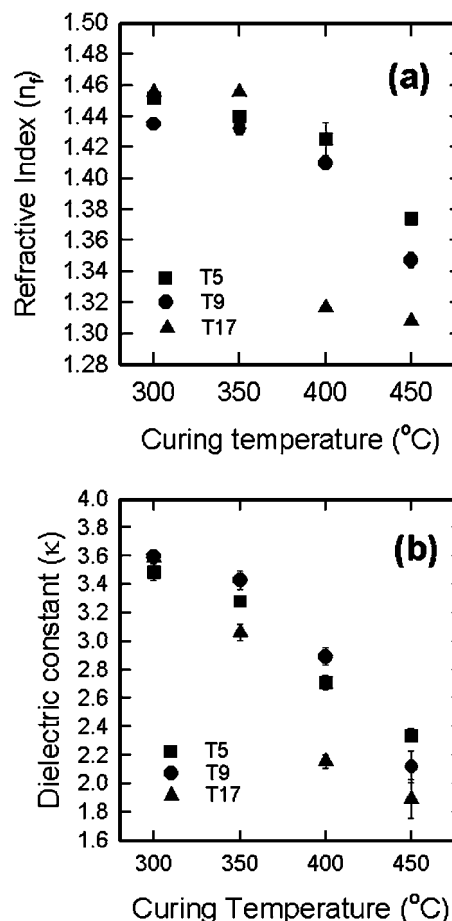 1.50
1.48
1.46
1.44
1.42
1.40
1.38
1.36
1.34
1.32
1.30
1.28
Refractive Index (nf)
(a)
T5
T9
T17
300 350 400 450
Curing temperature (oC)
4.0
3.8
3.6
3.4
3.2
3.0
2.8
2.6
2.4
2.2
2.0
1.8
1.6
Dielectric constant (κ)
(b)
T5
T9
T17
300 350 400 450
Curing Temperature (oC)